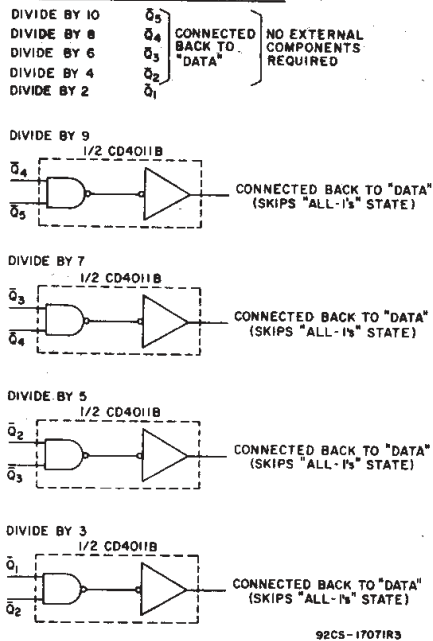 DIVIDE BY 10 Q̄5
DIVIDE BY 8 Q̄4
DIVIDE BY 6 Q̄3
DIVIDE BY 4 Q̄2
DIVIDE BY 2 Q̄1
CONNECTED
BACK TO
"DATA"
NO EXTERNAL
COMPONENTS
REQUIRED
DIVIDE BY 9
1/2 CD4011B
Q̄4
Q̄5
CONNECTED BACK TO "DATA"
(SKIPS "ALL-1's" STATE)
DIVIDE BY 7
1/2 CD4011B
Q̄3
Q̄4
CONNECTED BACK TO "DATA"
(SKIPS "ALL-1's" STATE)
DIVIDE BY 5
1/2 CD4011B
Q̄2
Q̄3
CONNECTED BACK TO "DATA"
(SKIPS "ALL-1's" STATE)
DIVIDE BY 3
1/2 CD4011B
Q̄1
Q̄2
CONNECTED BACK TO "DATA"
(SKIPS "ALL-1's" STATE)
92CS-17071R3